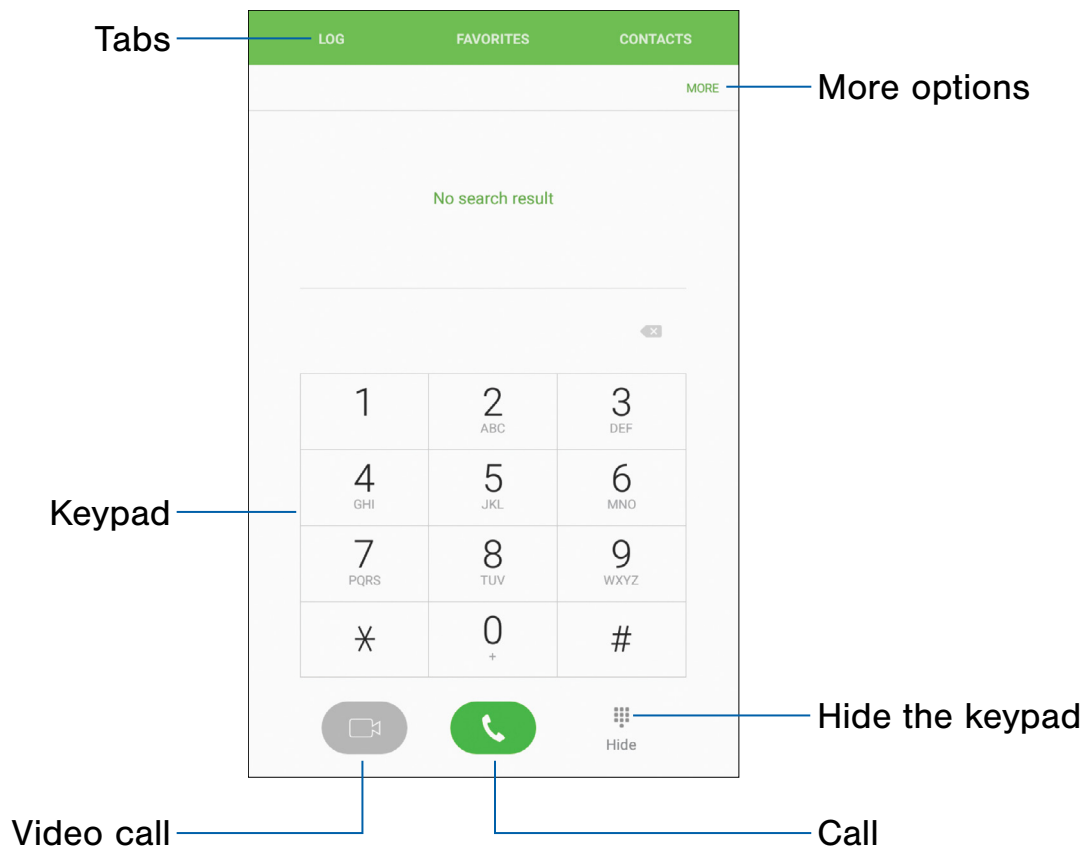 Tabs
LOG FAVORITES CONTACTS
MORE
More options
No search result
1 2 3
ABC DEF
4 5 6
GHI JKL MNO
Keypad
7 8 9
PQRS TUV WXYZ
* 0 #
+
Hide the keypad
Hide
Video call
Call